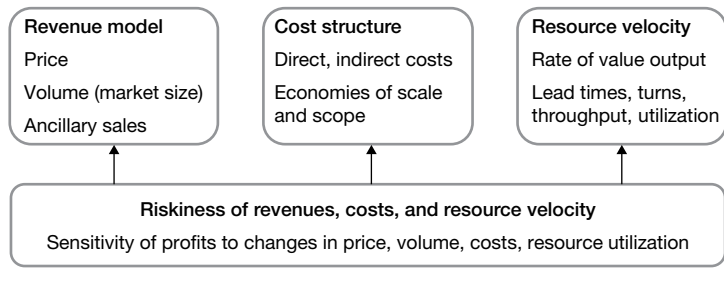 Revenue model
Price
Volume (market size)
Ancillary sales
Cost structure
Direct, indirect costs
Economies of scale
and scope
Resource velocity
Rate of value output
Lead times, turns,
throughput, utilization
Riskiness of revenues, costs, and resource velocity
Sensitivity of profits to changes in price, volume, costs, resource utilization